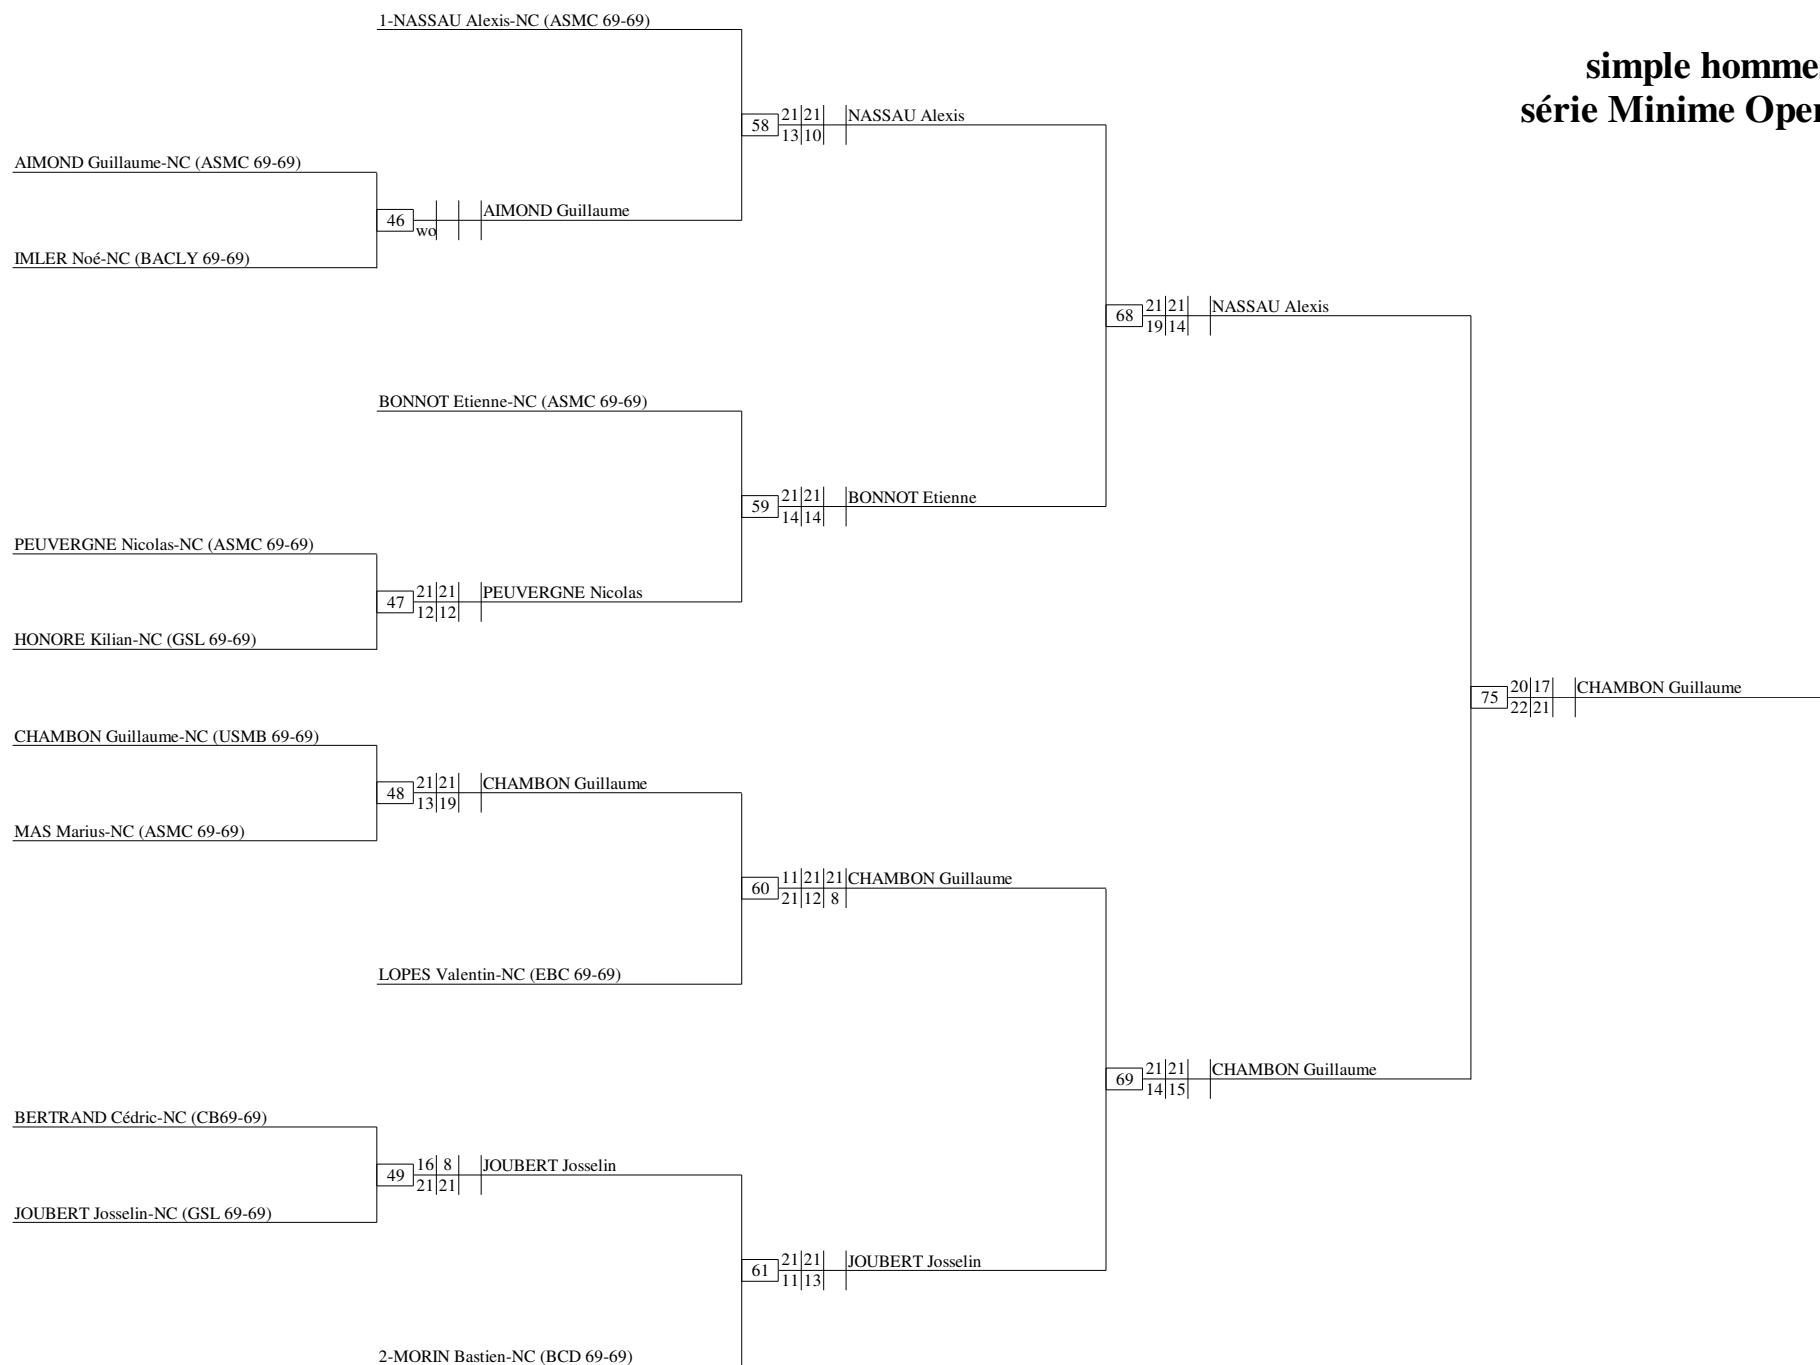 1-NASSAU Alexis-NC (ASMC 69-69)
simple homme
série Minime Open
58 21 21 NASSAU Alexis
13 10
AIMOND Guillaume-NC (ASMC 69-69)
46 AIMOND Guillaume
wo
IMLER Noé-NC (BACLY 69-69)
68 21 21 NASSAU Alexis
19 14
BONNOT Etienne-NC (ASMC 69-69)
59 21 21 BONNOT Etienne
14 14
PEUVERGNE Nicolas-NC (ASMC 69-69)
47 21 21 PEUVERGNE Nicolas
12 12
HONORE Kilian-NC (GSL 69-69)
75 20 17 CHAMBON Guillaume
22 21
CHAMBON Guillaume-NC (USMB 69-69)
48 21 21 CHAMBON Guillaume
13 19
MAS Marius-NC (ASMC 69-69)
60 11 21 21 CHAMBON Guillaume
21 12 8
LOPES Valentin-NC (EBC 69-69)
69 21 21 CHAMBON Guillaume
14 15
BERTRAND Cédric-NC (CB69-69)
49 16 8 JOUBERT Josselin
21 21
JOUBERT Josselin-NC (GSL 69-69)
61 21 21 JOUBERT Josselin
11 13
2-MORIN Bastien-NC (BCD 69-69)